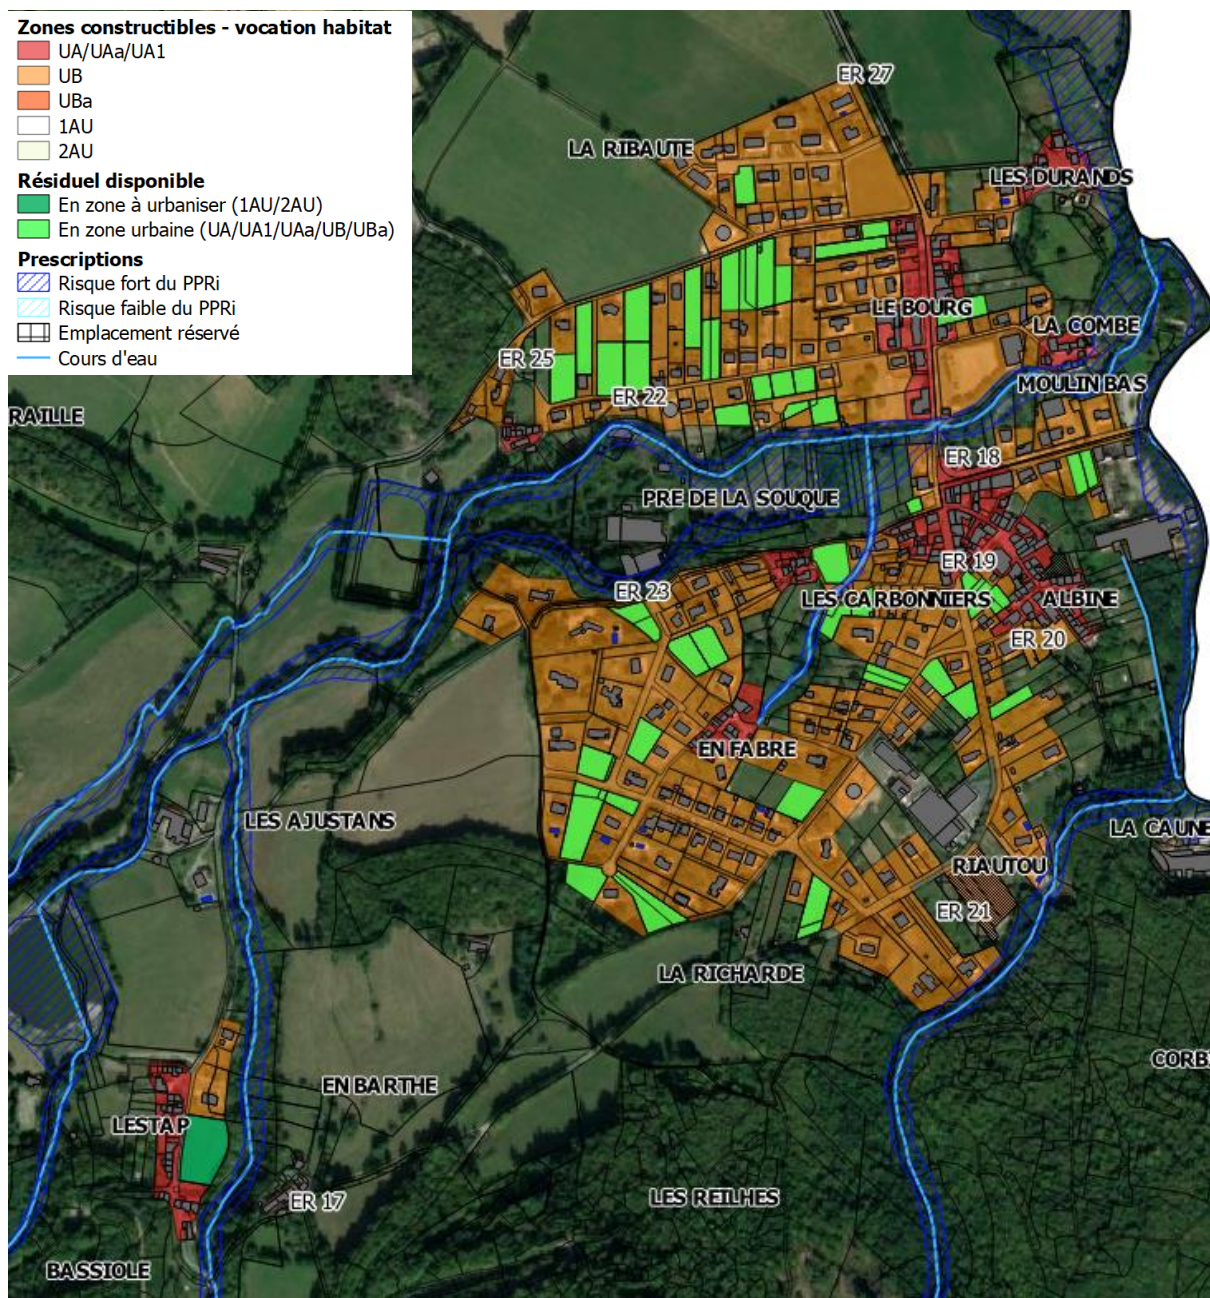 Zones constructibles - vocation habitat
UA/UAa/UA1
UB
UBa
1AU
2AU
Résiduel disponible
En zone à urbaniser (1AU/2AU)
En zone urbaine (UA/UA1/UAa/UB/UBa)
Prescriptions
Risque fort du PPRi
Risque faible du PPRi
Emplacement réservé
Cours d'eau
ER 27
LA RIBAUTE
LES DURANDS
LE BOURG
LA COMBE
ER 25
MOULIN BAS
ER 22
RAILLE
ER 18
PRE DE LA SOUQUE
ER 19
ER 23
LES CARBONNIERS
ALBINE
ER 20
EN FABRE
LES AJUSTANS
LA CAUNE
RIAUTOU
ER 21
LA RICHARDE
CORB
EN BARTHE
LESTAP
ER 17
LES REILHES
BASSIOLE